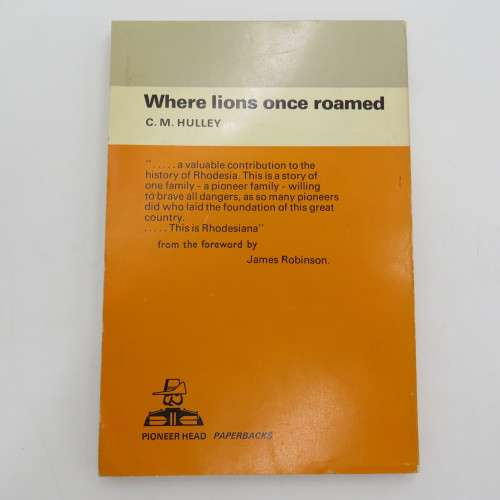 Where lions once roamed
C. M. HULLEY
". . . . . a valuable contribution to the
history of Rhodesia. This is a story of
one family - a pioneer family - willing
to brave all dangers, as so many pioneers
did who laid the foundation of this great
country.
. . . . . This is Rhodesiana"
from the foreword by
James Robinson.
PIONEER HEAD PAPERBACKS